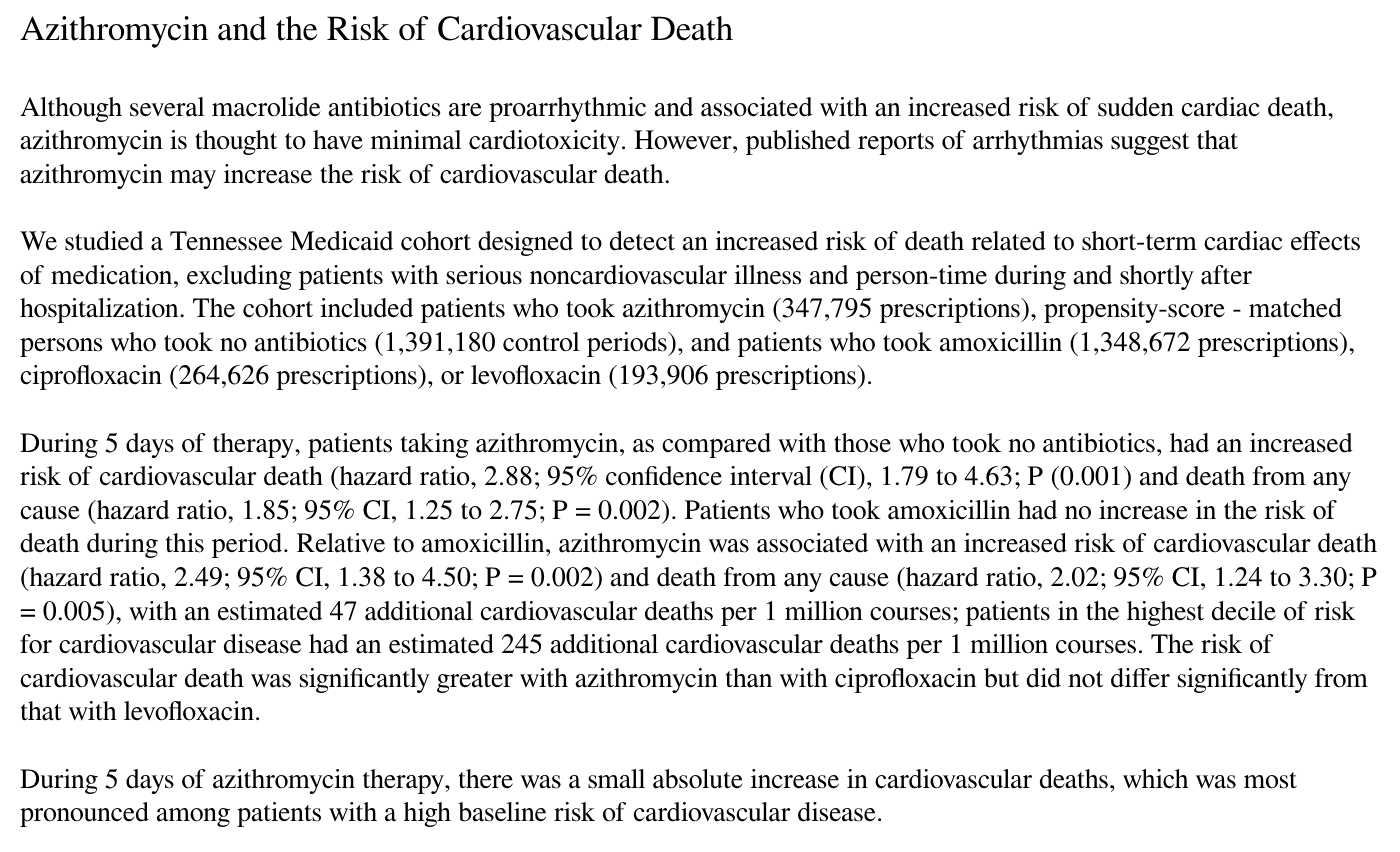 Azithromycin and the Risk of Cardiovascular Death
Although several macrolide antibiotics are proarrhythmic and associated with an increased risk of sudden cardiac death,
azithromycin is thought to have minimal cardiotoxicity. However, published reports of arrhythmias suggest that
azithromycin may increase the risk of cardiovascular death.
We studied a Tennessee Medicaid cohort designed to detect an increased risk of death related to short-term cardiac effects
of medication, excluding patients with serious noncardiovascular illness and person-time during and shortly after
hospitalization. The cohort included patients who took azithromycin (347,795 prescriptions), propensity-score - matched
persons who took no antibiotics (1,391,180 control periods), and patients who took amoxicillin (1,348,672 prescriptions),
ciprofloxacin (264,626 prescriptions), or levofloxacin (193,906 prescriptions).
During 5 days of therapy, patients taking azithromycin, as compared with those who took no antibiotics, had an increased
risk of cardiovascular death (hazard ratio, 2.88; 95% confidence interval (CI), 1.79 to 4.63; P (0.001) and death from any
cause (hazard ratio, 1.85; 95% CI, 1.25 to 2.75; P = 0.002). Patients who took amoxicillin had no increase in the risk of
death during this period. Relative to amoxicillin, azithromycin was associated with an increased risk of cardiovascular death
(hazard ratio, 2.49; 95% CI, 1.38 to 4.50; P = 0.002) and death from any cause (hazard ratio, 2.02; 95% CI, 1.24 to 3.30; P
= 0.005), with an estimated 47 additional cardiovascular deaths per 1 million courses; patients in the highest decile of risk
for cardiovascular disease had an estimated 245 additional cardiovascular deaths per 1 million courses. The risk of
cardiovascular death was significantly greater with azithromycin than with ciprofloxacin but did not differ significantly from
that with levofloxacin.
During 5 days of azithromycin therapy, there was a small absolute increase in cardiovascular deaths, which was most
pronounced among patients with a high baseline risk of cardiovascular disease.